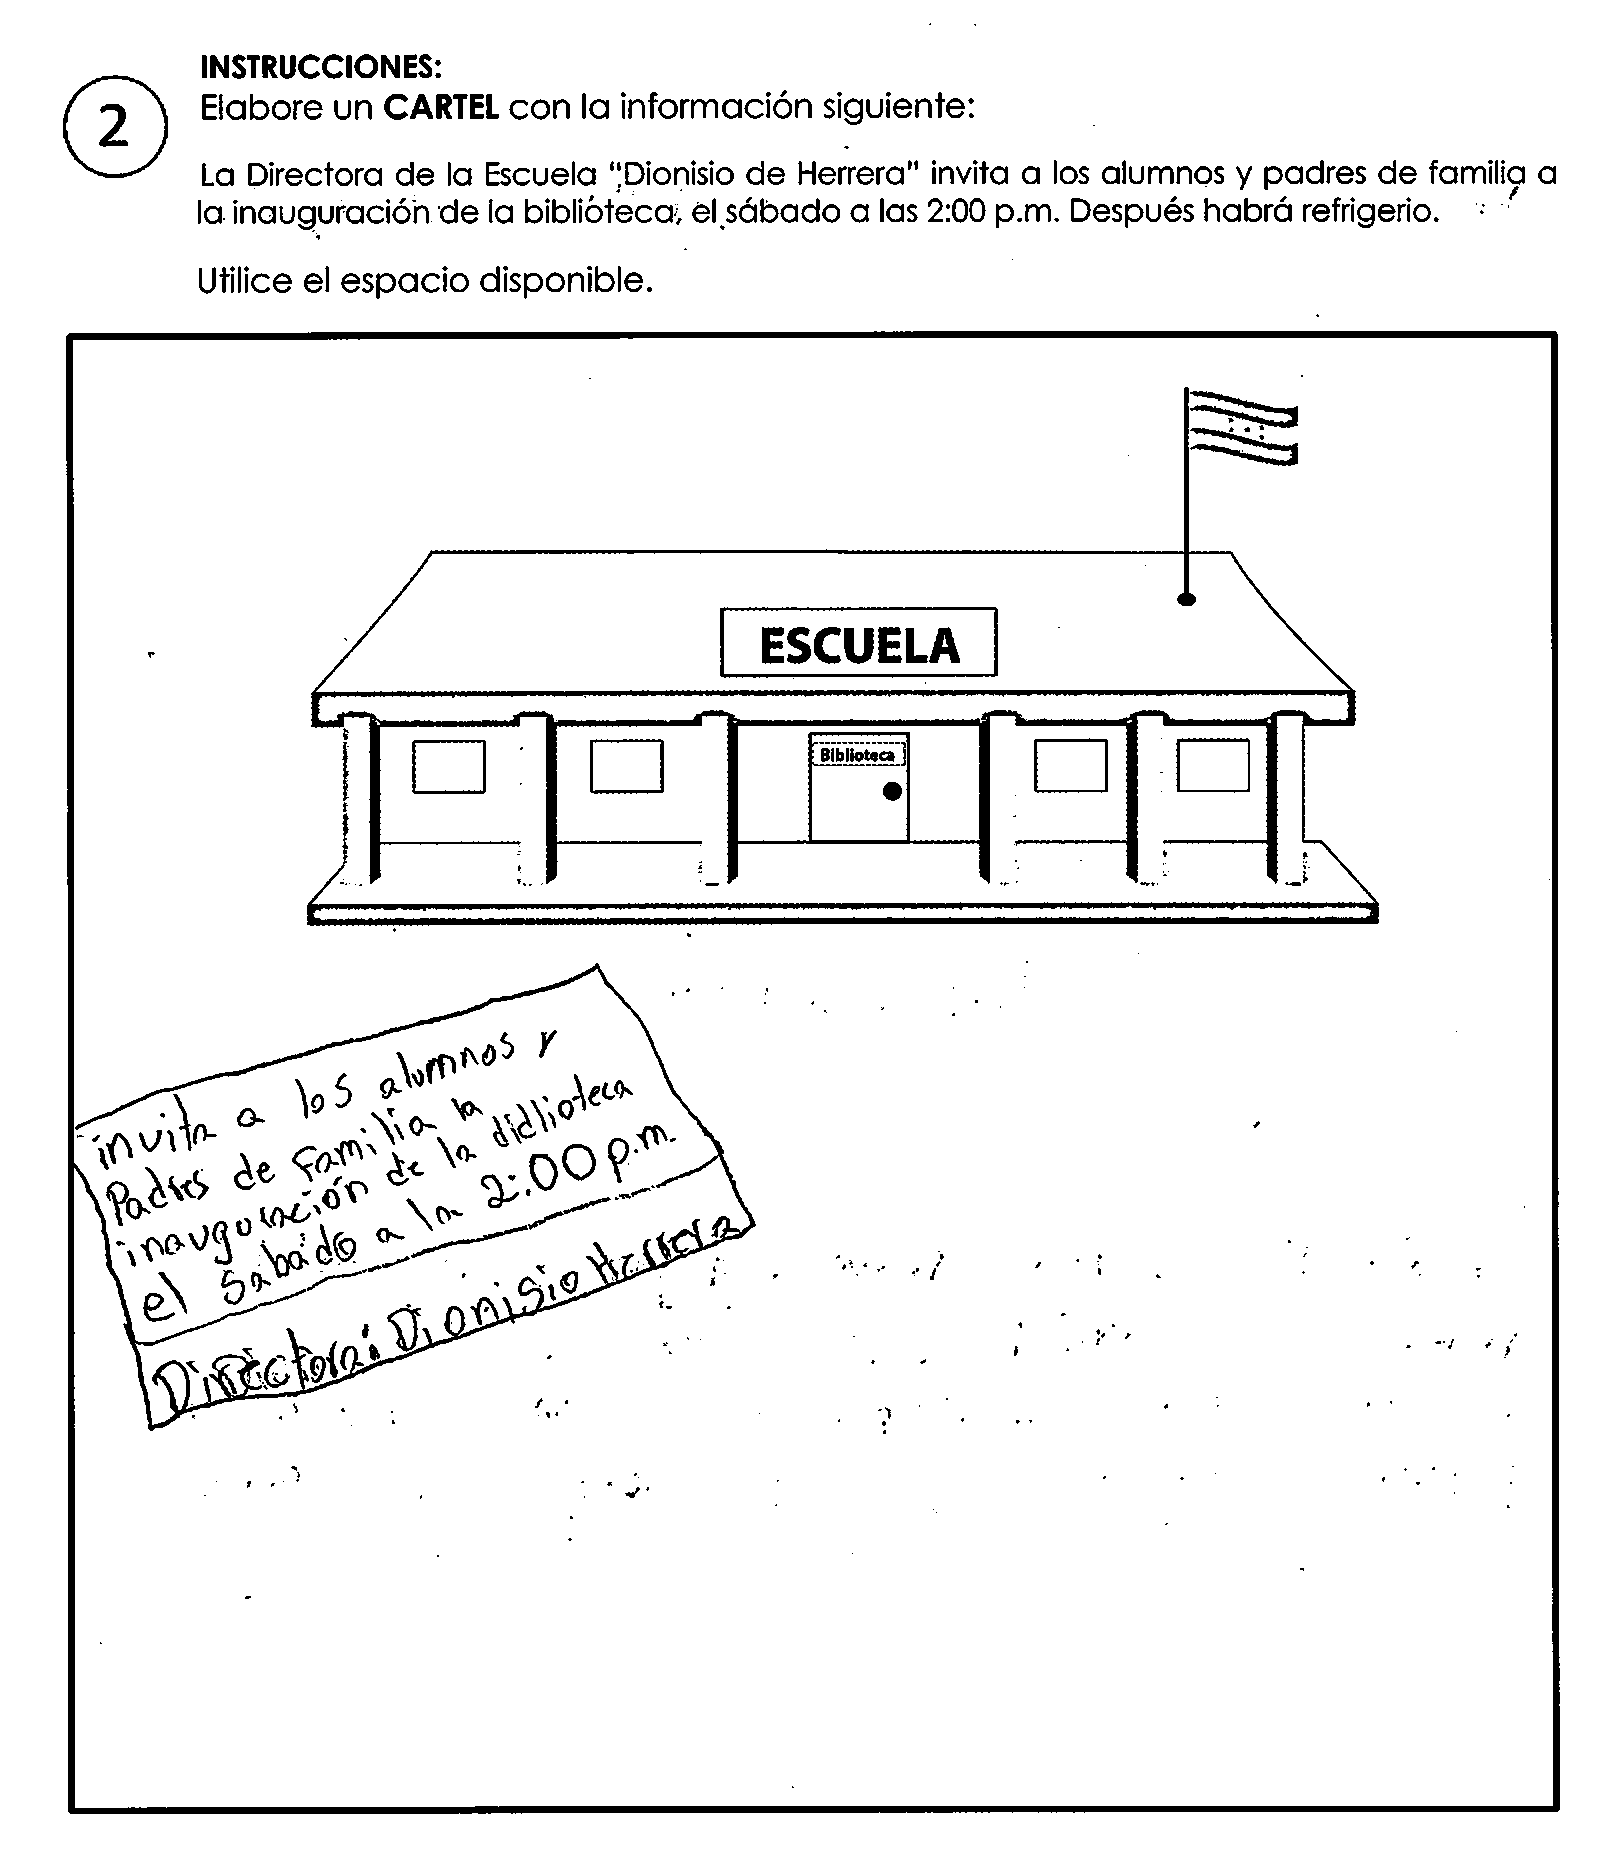 INSTRUCCIONES:
2
Elabore un CARTEL con la información siguiente:
La Directora de la Escuela "Dionisio de Herrera" invita a los alumnos y padres de familia a
la inauguración de la biblioteca, el sábado a las 2:00 p.m. Después habrá refrigerio.
Utilice el espacio disponible.
ESCUELA
Biblioteca
invita a los alumnos y
Padres de Familia la
inauguración de la didlioteca
el Sabado a la 2:00 p.m.
Directora: Dionisio Herrera